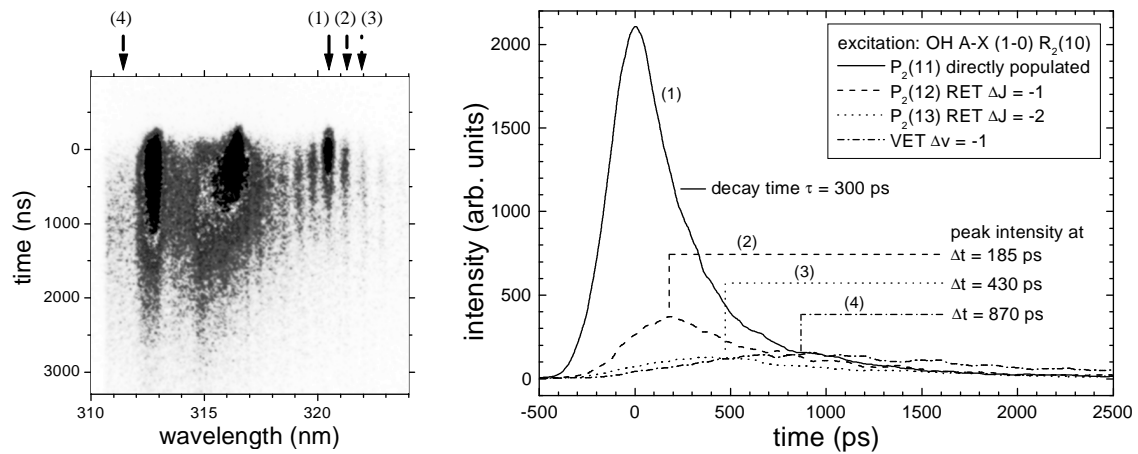 (4) (1) (2) (3)
0
1000
2000
3000
time (ns)
310 315 320
wavelength (nm)
2000
1500
1000
500
0
intensity (arb. units)
excitation: OH A-X (1-0) R2(10)
P2(11) directly populated
P2(12) RET ΔJ = -1
P2(13) RET ΔJ = -2
VET Δv = -1
(1)
decay time τ = 300 ps
peak intensity at
(2)
Δt = 185 ps
(3)
Δt = 430 ps
(4)
Δt = 870 ps
-500 0 500 1000 1500 2000 2500
time (ps)